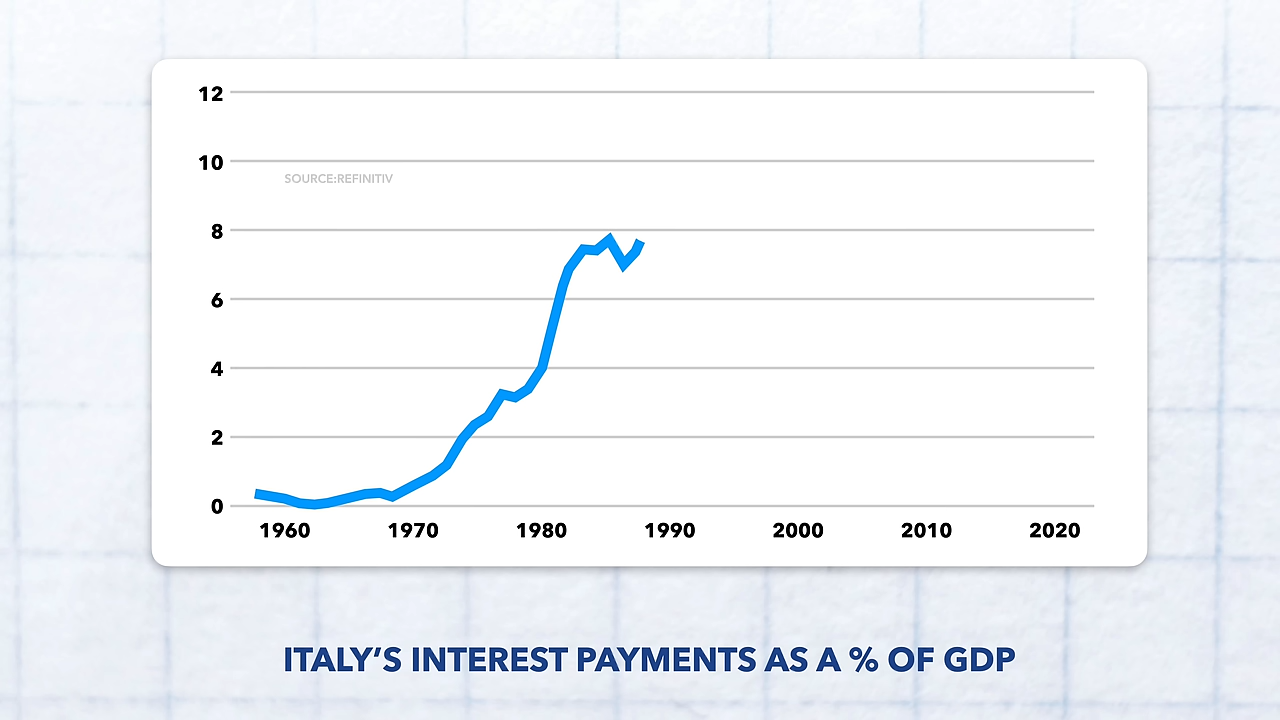 12
10
SOURCE:REFINITIV
8
6
4
2
0
1960 1970 1980 1990 2000 2010 2020
ITALY’S INTEREST PAYMENTS AS A % OF GDP